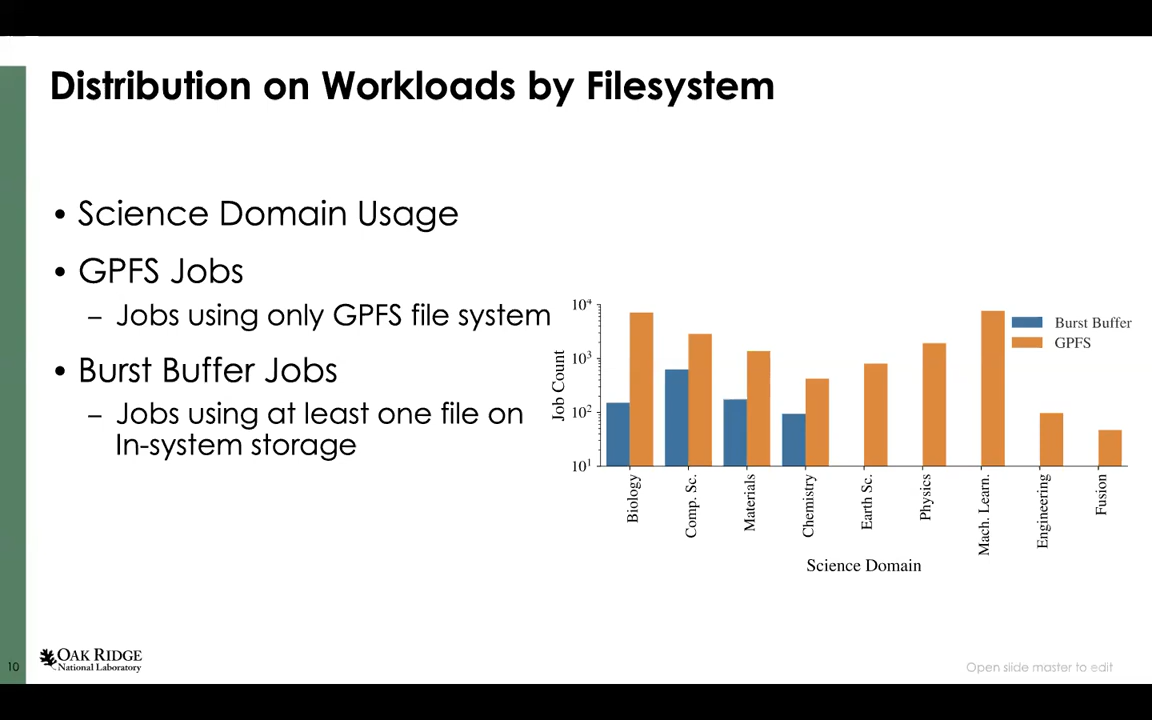 Distribution on Workloads by Filesystem
• Science Domain Usage
• GPFS Jobs
– Jobs using only GPFS file system
• Burst Buffer Jobs
– Jobs using at least one file on
In-system storage
10⁴
10³
10²
10¹
Job Count
Burst Buffer
GPFS
Biology
Comp. Sc.
Materials
Chemistry
Earth Sc.
Physics
Mach. Learn.
Engineering
Fusion
Science Domain
10
OAK RIDGE
National Laboratory
Open slide master to edit